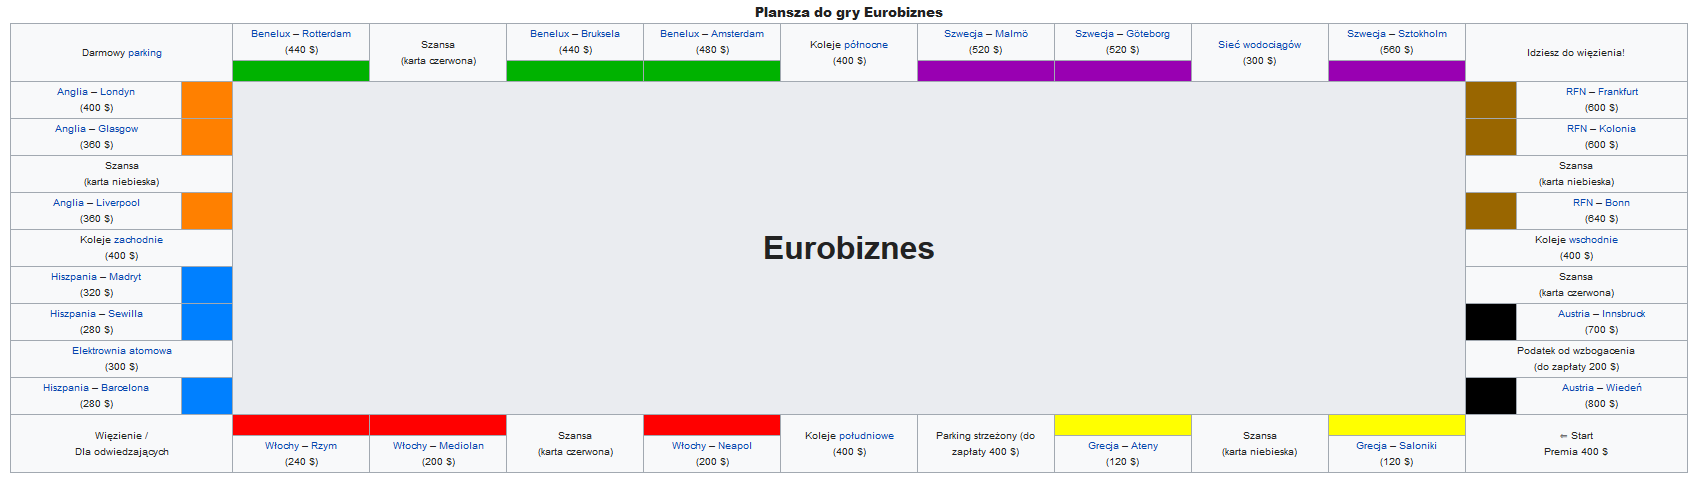 Plansza do gry Eurobiznes
Darmowy parking
Benelux – Rotterdam
(440 $)
Szansa
(karta czerwona)
Benelux – Bruksela
(440 $)
Benelux – Amsterdam
(480 $)
Koleje północne
(400 $)
Szwecja – Malmö
(520 $)
Szwecja – Göteborg
(520 $)
Sieć wodociągów
(300 $)
Szwecja – Sztokholm
(560 $)
Idziesz do więzienia!
Anglia – Londyn
(400 $)
RFN – Frankfurt
(600 $)
Anglia – Glasgow
(360 $)
RFN – Kolonia
(600 $)
Szansa
(karta niebieska)
Szansa
(karta niebieska)
Anglia – Liverpool
(360 $)
RFN – Bonn
(640 $)
Koleje zachodnie
(400 $)
Eurobiznes
Koleje wschodnie
(400 $)
Hiszpania – Madryt
(320 $)
Szansa
(karta czerwona)
Hiszpania – Sewilla
(280 $)
Austria – Innsbruck
(700 $)
Elektrownia atomowa
(300 $)
Podatek od wzbogacenia
(do zapłaty 200 $)
Hiszpania – Barcelona
(280 $)
Austria – Wiedeń
(800 $)
Więzienie /
Dla odwiedzających
Włochy – Rzym
(240 $)
Włochy – Mediolan
(200 $)
Szansa
(karta czerwona)
Włochy – Neapol
(200 $)
Koleje południowe
(400 $)
Parking strzeżony (do
zapłaty 400 $)
Grecja – Ateny
(120 $)
Szansa
(karta niebieska)
Grecja – Saloniki
(120 $)
⇐ Start
Premia 400 $